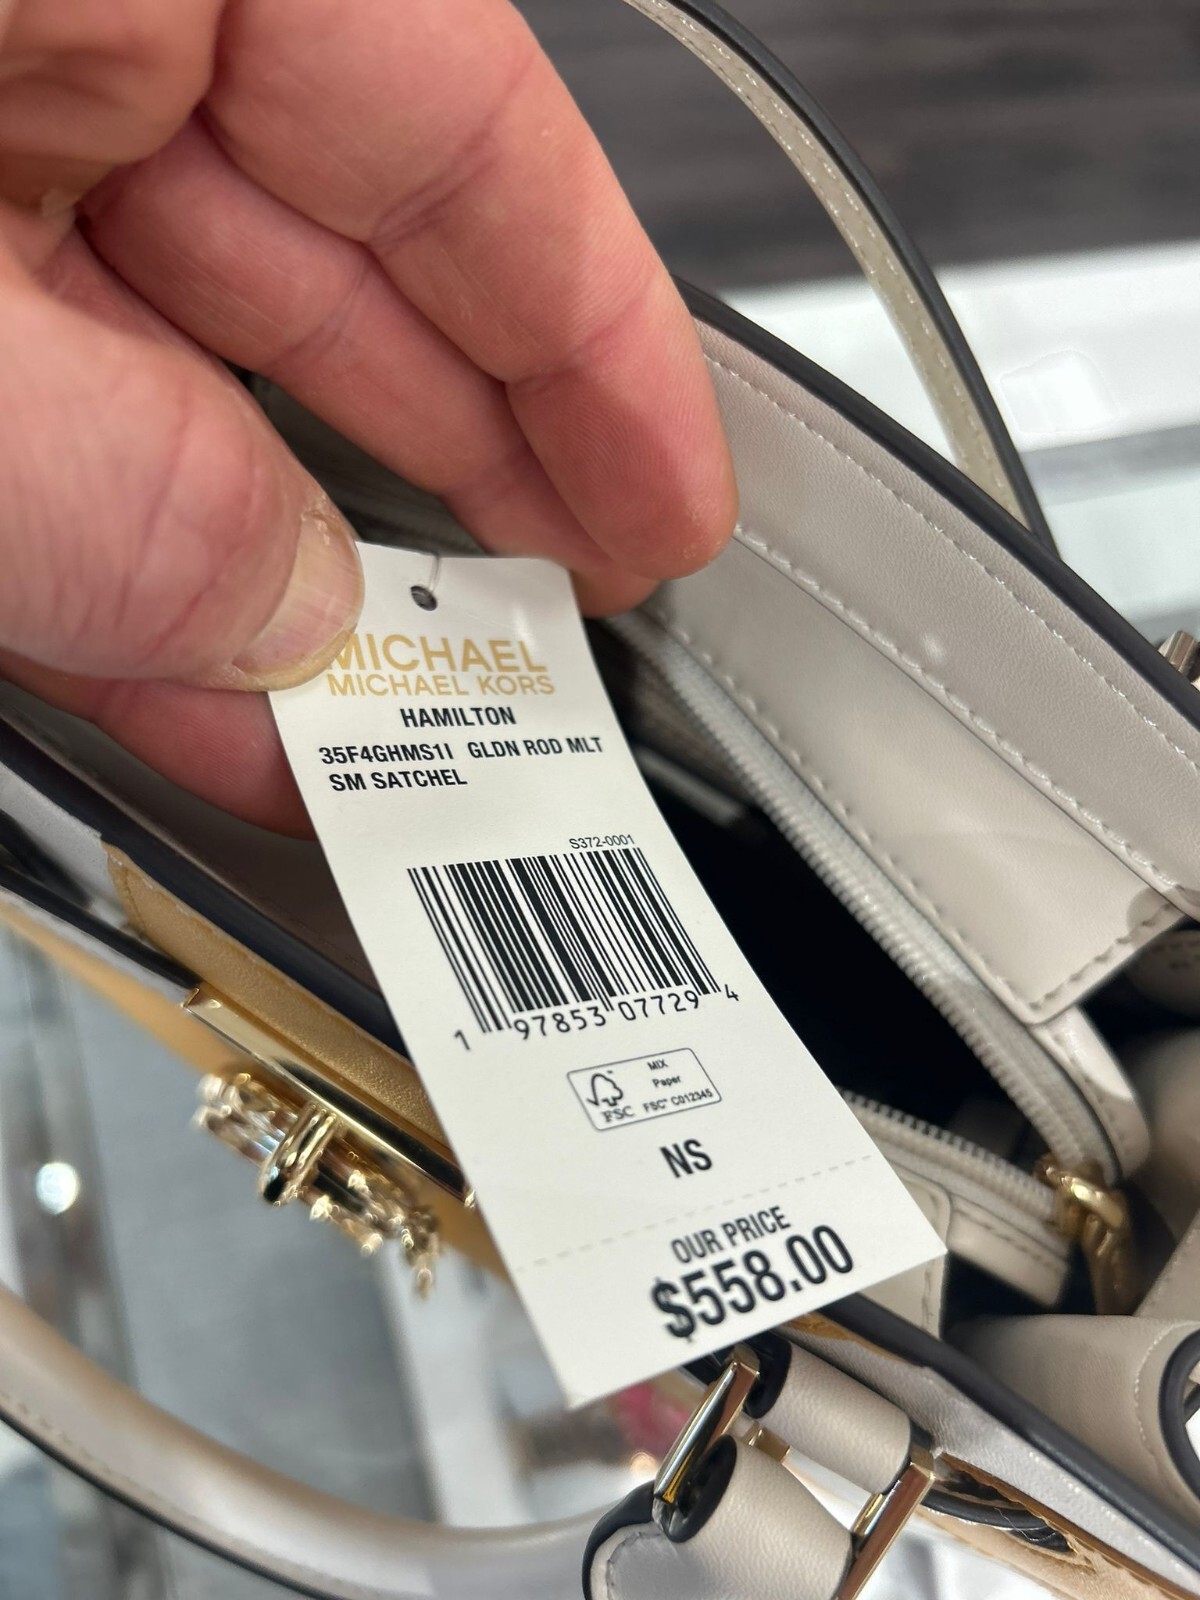 MICHAEL
MICHAEL KORS
HAMILTON
35F4GHMS1I GLDN ROD MLT
SM SATCHEL
S372-0001
1 97853 07729 4
MIX
Paper
FSC
FSC® C012345
NS
OUR PRICE
$558.00